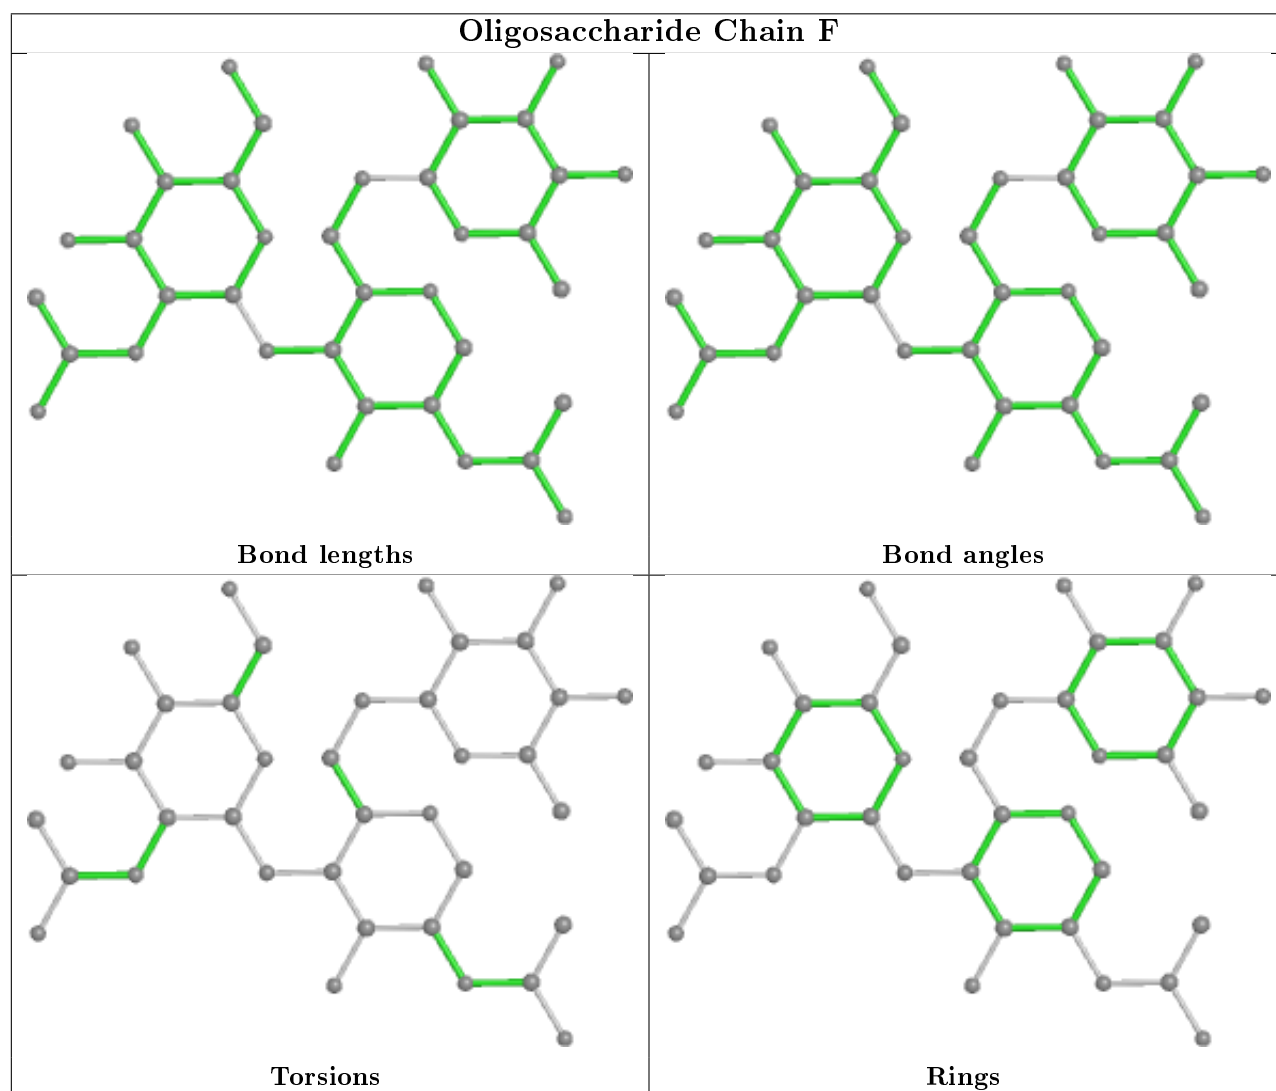 Oligosaccharide Chain F
Bond lengths
Bond angles
Torsions
Rings